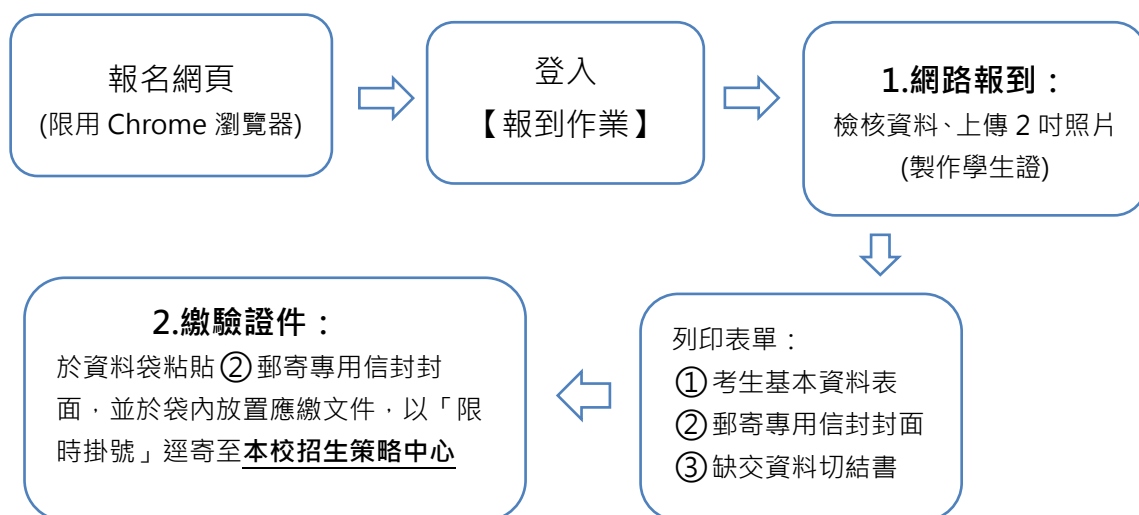 報名網頁
(限用 Chrome 瀏覽器)
登入
【報到作業】
1.網路報到：
檢核資料、上傳 2 吋照片
(製作學生證)
列印表單：
①考生基本資料表
②郵寄專用信封封面
③缺交資料切結書
2.繳驗證件：
於資料袋粘貼②郵寄專用信封封
面，並於袋內放置應繳文件，以「限
時掛號」逕寄至本校招生策略中心